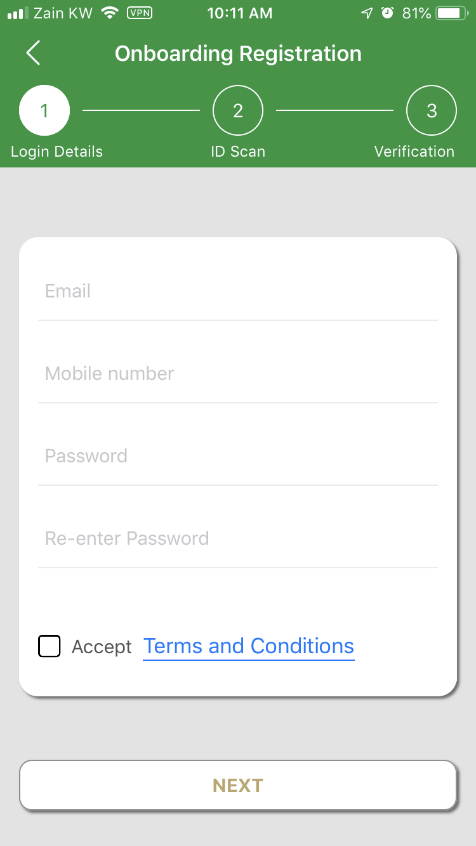 Zain KW VPN 10:11 AM 81%
Onboarding Registration
1 2 3
Login Details ID Scan Verification
Email
Mobile number
Password
Re-enter Password
Accept Terms and Conditions
NEXT